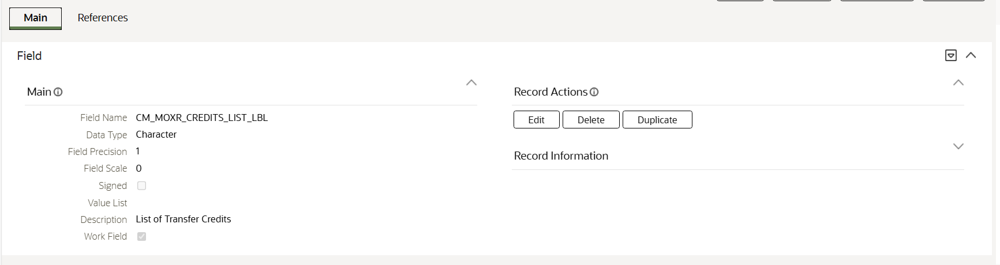 Main References
Field
Main
Field Name CM_MOXR_CREDITS_LIST_LBL
Data Type Character
Field Precision 1
Field Scale 0
Signed
Value List
Description List of Transfer Credits
Work Field
Record Actions
Edit Delete Duplicate
Record Information